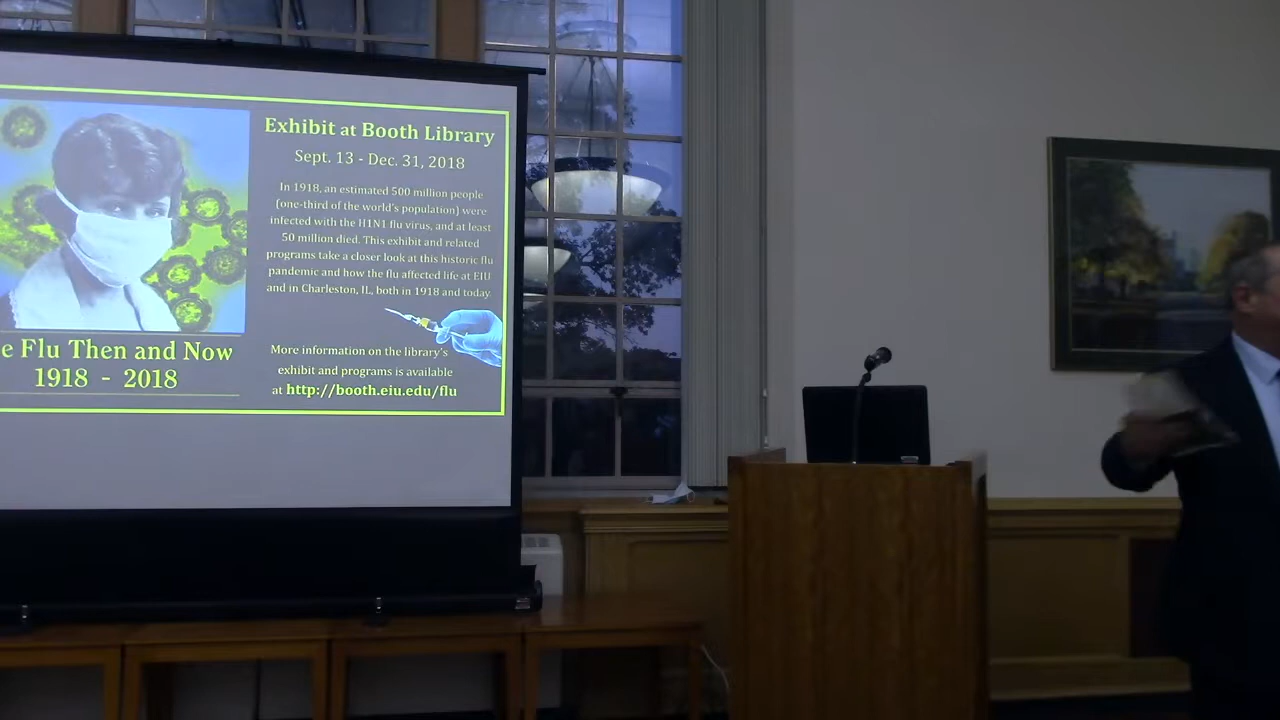 Exhibit at Booth Library
Sept. 13 - Dec. 31, 2018
In 1918, an estimated 500 million people
(one-third of the world's population) were
infected with the H1N1 flu virus, and at least
50 million died. This exhibit and related
programs take a closer look at this historic flu
pandemic and how the flu affected life at EIU
and in Charleston, IL, both in 1918 and today.
e Flu Then and Now
1918 - 2018
More information on the library's
exhibit and programs is available
at http://booth.eiu.edu/flu